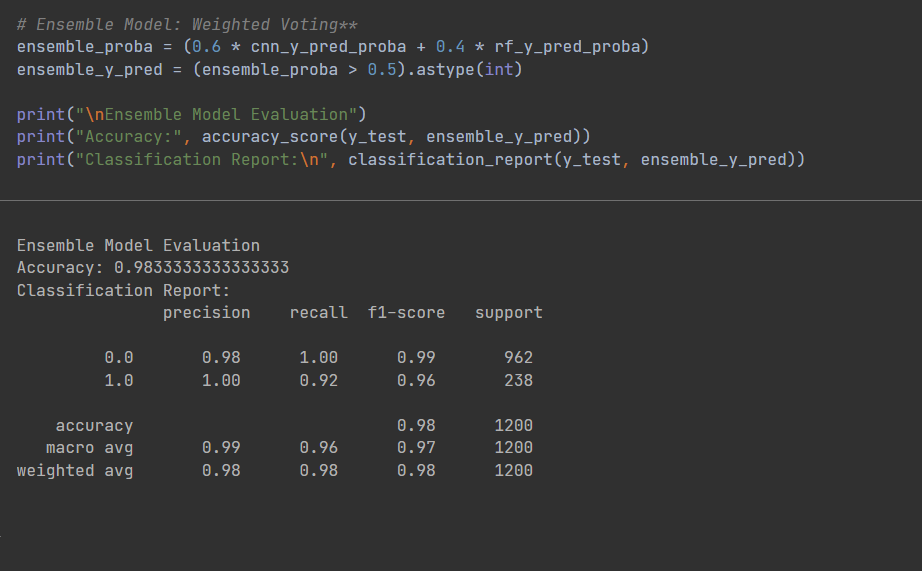 # Ensemble Model: Weighted Voting**
ensemble_proba = (0.6 * cnn_y_pred_proba + 0.4 * rf_y_pred_proba)
ensemble_y_pred = (ensemble_proba > 0.5).astype(int)
print("\nEnsemble Model Evaluation")
print("Accuracy:", accuracy_score(y_test, ensemble_y_pred))
print("Classification Report:\n", classification_report(y_test, ensemble_y_pred))
Ensemble Model Evaluation
Accuracy: 0.9833333333333333
Classification Report:
precision recall f1-score support
0.0 0.98 1.00 0.99 962
1.0 1.00 0.92 0.96 238
accuracy 0.98 1200
macro avg 0.99 0.96 0.97 1200
weighted avg 0.98 0.98 0.98 1200